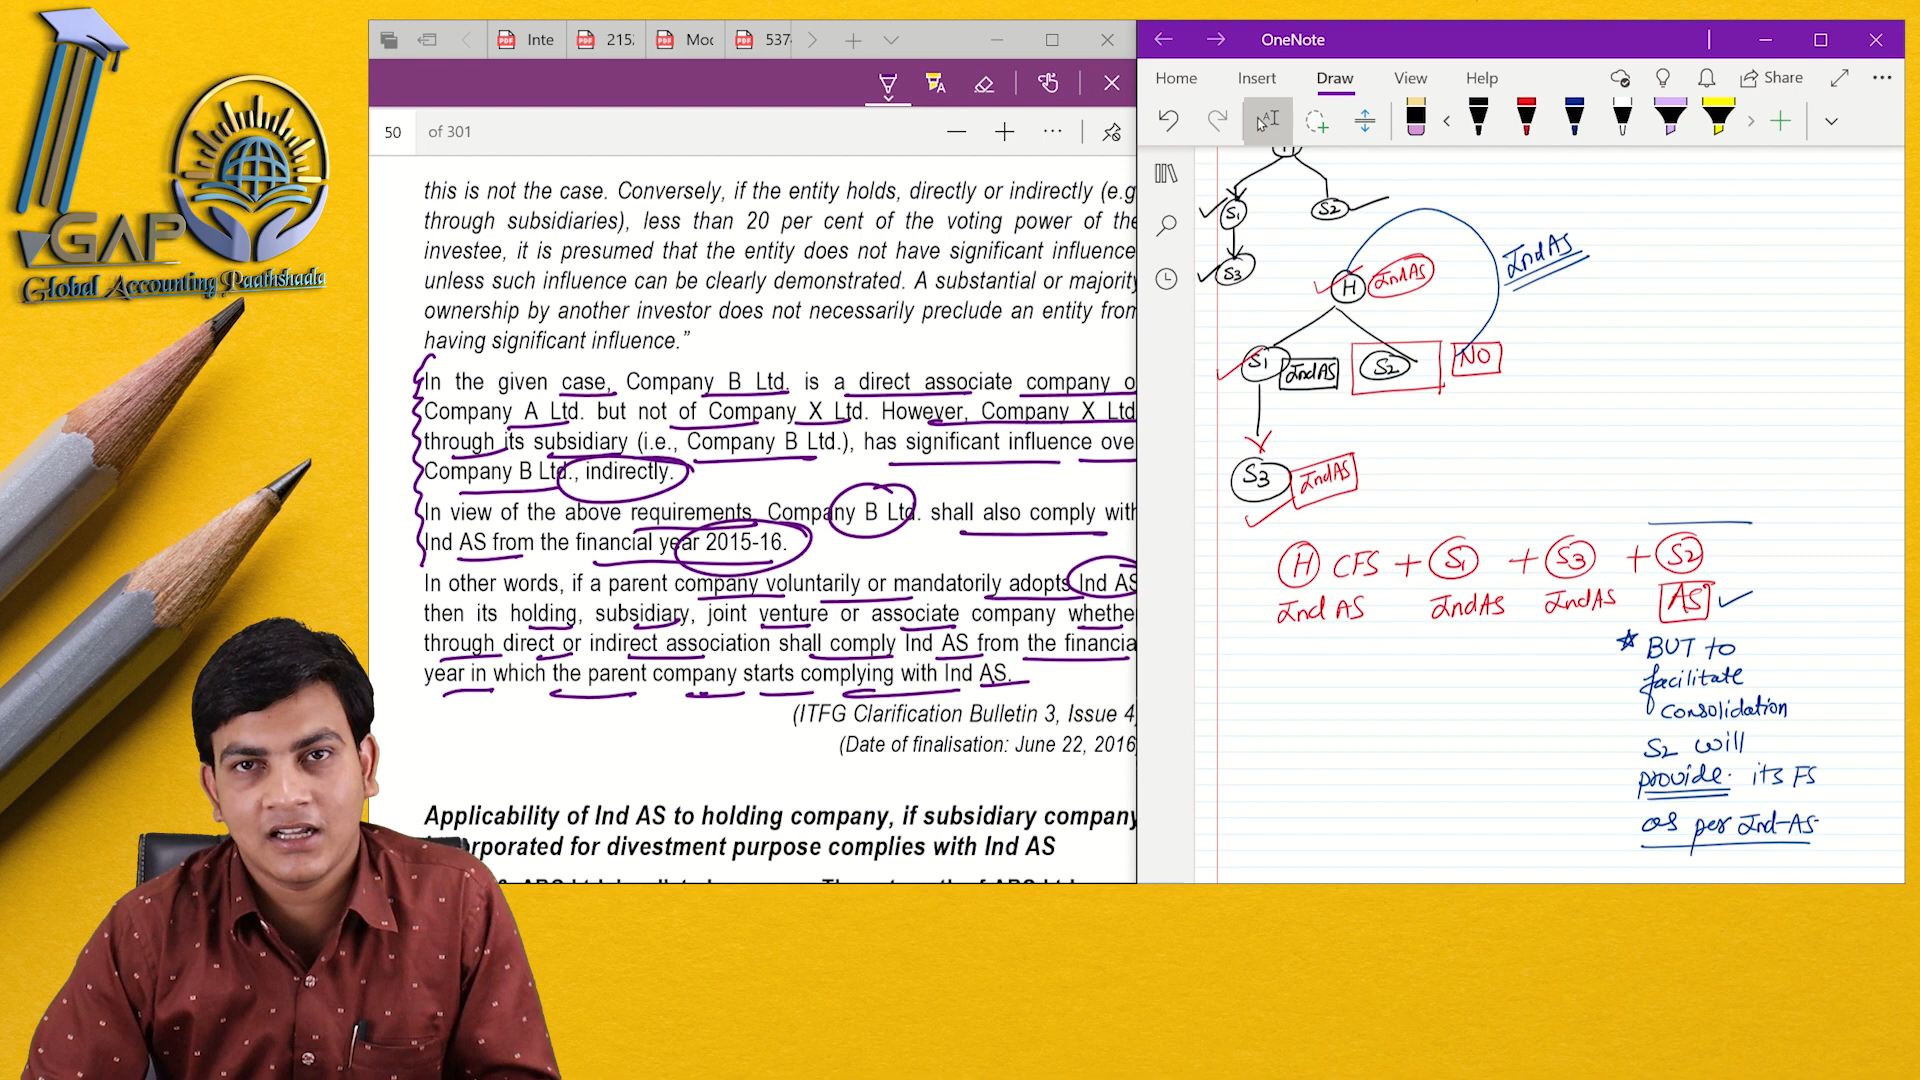 GAP
Global Accounting Paathshaala
Inte
215
Mod
537
50 of 301
this is not the case. Conversely, if the entity holds, directly or indirectly (e.g
through subsidiaries), less than 20 per cent of the voting power of the
investee, it is presumed that the entity does not have significant influence
unless such influence can be clearly demonstrated. A substantial or majority
ownership by another investor does not necessarily preclude an entity from
having significant influence.”
In the given case, Company B Ltd. is a direct associate company o
Company A Ltd. but not of Company X Ltd. However, Company X Ltd
through its subsidiary (i.e., Company B Ltd.), has significant influence ove
Company B Ltd., indirectly.
In view of the above requirements, Company B Ltd. shall also comply with
Ind AS from the financial year 2015-16.
In other words, if a parent company voluntarily or mandatorily adopts Ind AS
then its holding, subsidiary, joint venture or associate company whethe
through direct or indirect association shall comply Ind AS from the financia
year in which the parent company starts complying with Ind AS.
(ITFG Clarification Bulletin 3, Issue 4
(Date of finalisation: June 22, 2016
Applicability of Ind AS to holding company, if subsidiary company
orporated for divestment purpose complies with Ind AS
OneNote
Home Insert Draw View Help Share
S1 S2
S3
H Ind AS
Ind AS
S1 Ind AS S2 NO
S3 Ind AS
H CFS + S1 + S3 + S2
Ind AS Ind AS Ind AS AS
BUT to
facilitate
consolidation
S2 will
provide its FS
as per Ind-AS